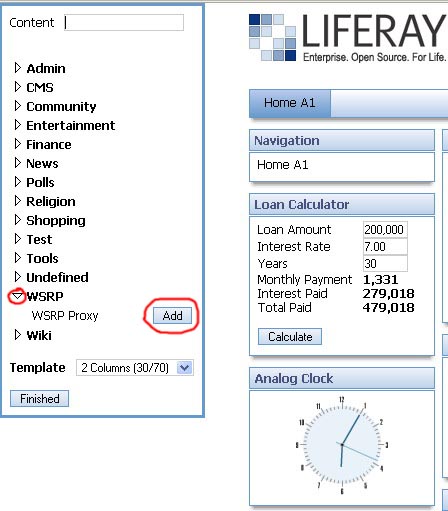 Content
Admin
CMS
Community
Entertainment
Finance
News
Polls
Religion
Shopping
Test
Tools
Undefined
WSRP
WSRP Proxy Add
Wiki
Template 2 Columns (30/70)
Finished
LIFERAY
Enterprise. Open Source. For Life.
Home A1
Navigation
Home A1
Loan Calculator
Loan Amount 200,000
Interest Rate 7.00
Years 30
Monthly Payment 1,331
Interest Paid 279,018
Total Paid 479,018
Calculate
Analog Clock
12
1
2
3
4
5
6
7
8
9
10
11